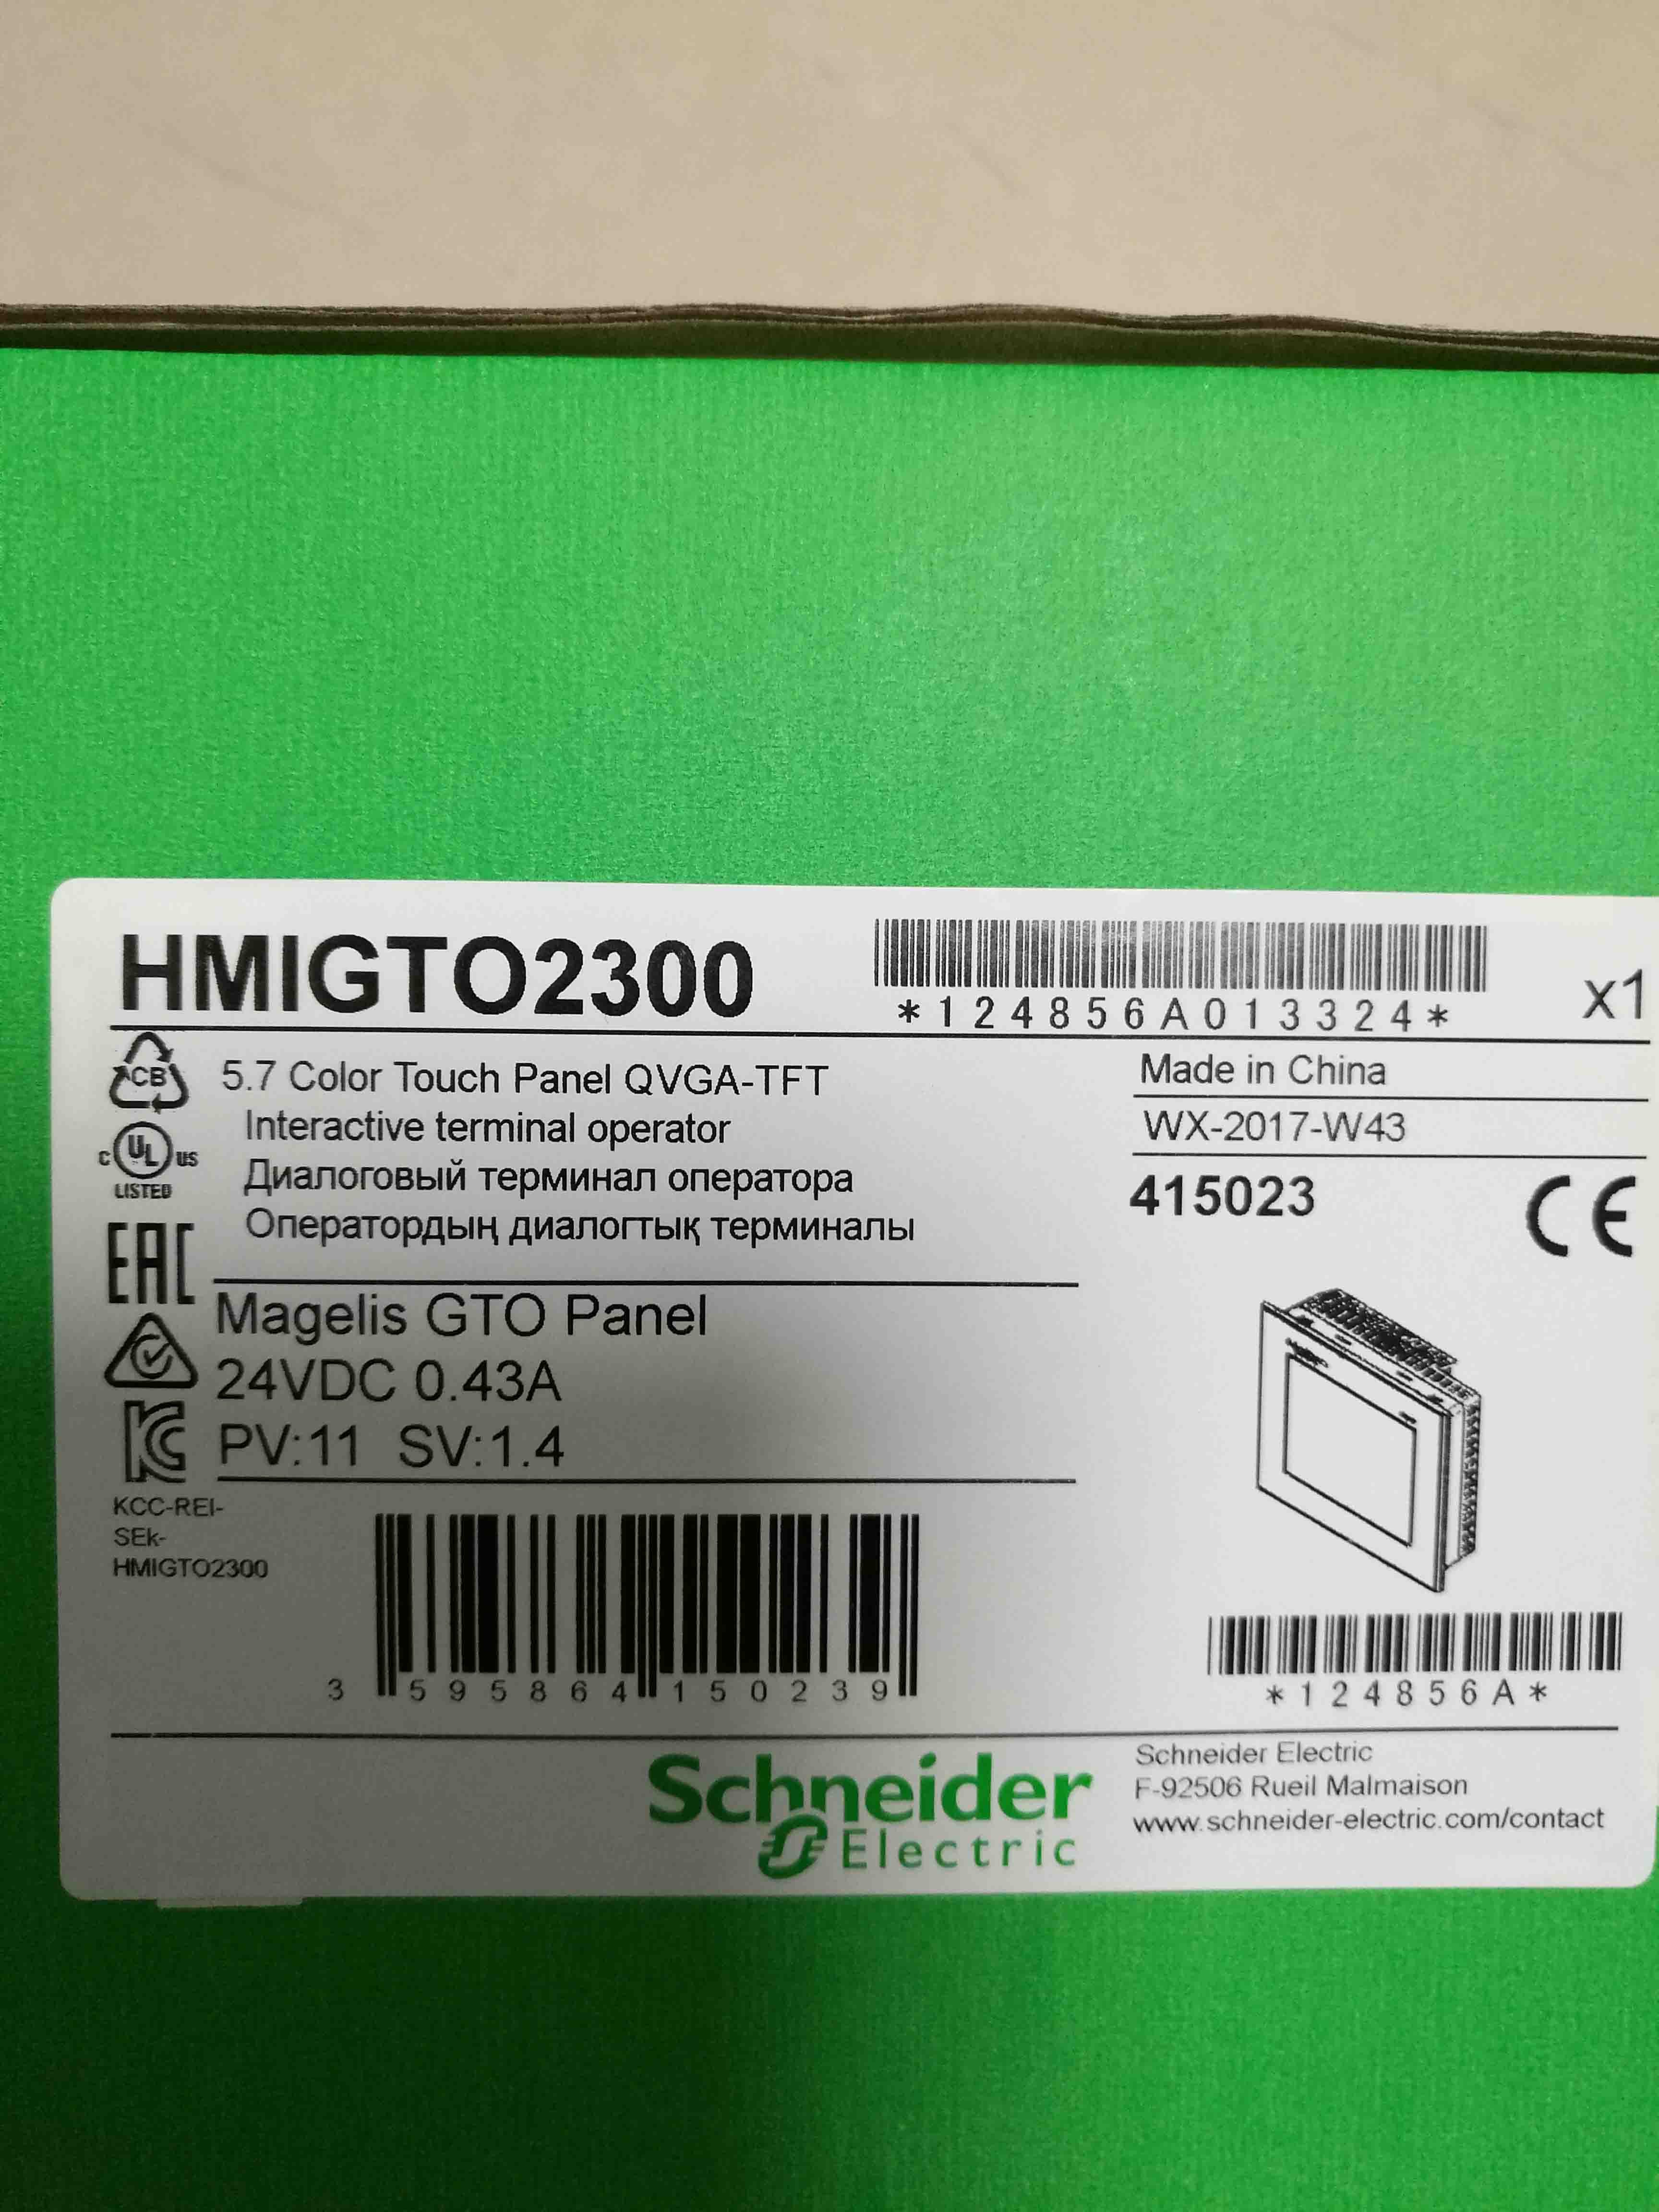 HMIGTO2300
*124856A013324*
x1
CB
5.7 Color Touch Panel QVGA-TFT
Interactive terminal operator
Диалоговый терминал оператора
Оператордың диалогтық терминалы
Made in China
WX-2017-W43
415023
CE
C UL US
LISTED
EAC
Magelis GTO Panel
24VDC 0.43A
PV:11 SV:1.4
KCC-REI-
SEk-
HMIGTO2300
3 595864 150239
*124856A*
Schneider
Electric
Schneider Electric
F-92506 Rueil Malmaison
www.schneider-electric.com/contact